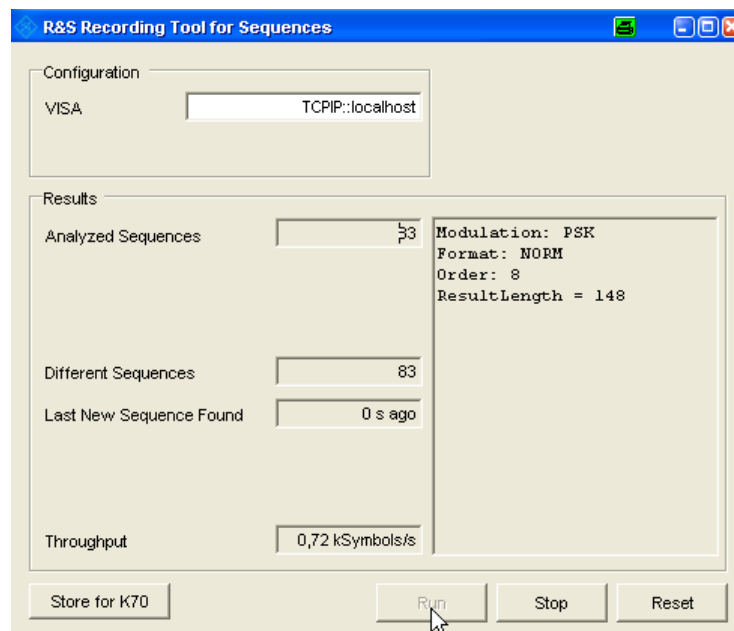 R&S Recording Tool for Sequences
Configuration
VISA
TCPIP::localhost
Results
Analyzed Sequences
Modulation: PSK
Format: NORM
Order: 8
ResultLength = 148
Different Sequences
83
Last New Sequence Found
0 s ago
Throughput
0,72 kSymbols/s
Store for K70
Run
Stop
Reset